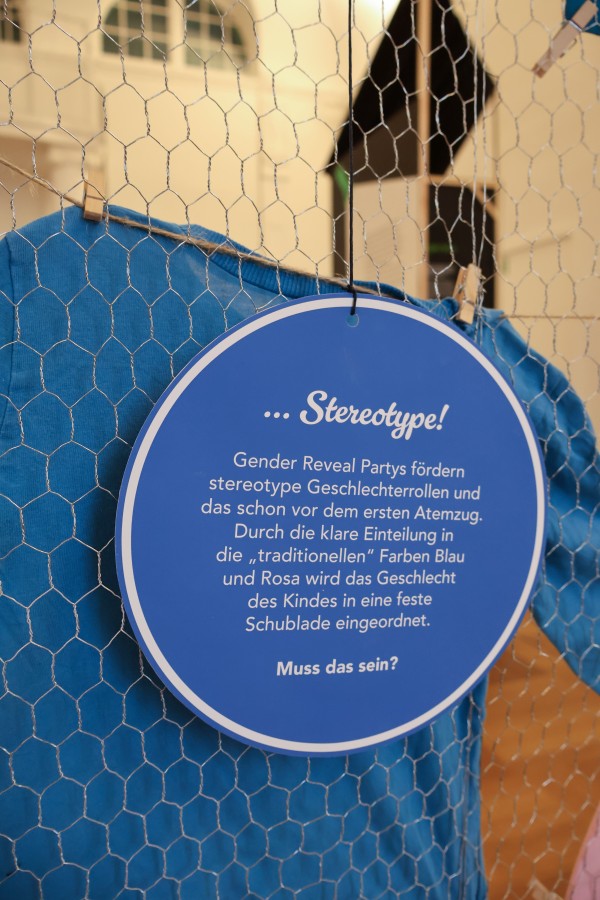 ... Stereotype!
Gender Reveal Partys fördern
stereotype Geschlechterrollen und
das schon vor dem ersten Atemzug.
Durch die klare Einteilung in
die „traditionellen“ Farben Blau
und Rosa wird das Geschlecht
des Kindes in eine feste
Schublade eingeordnet.
Muss das sein?